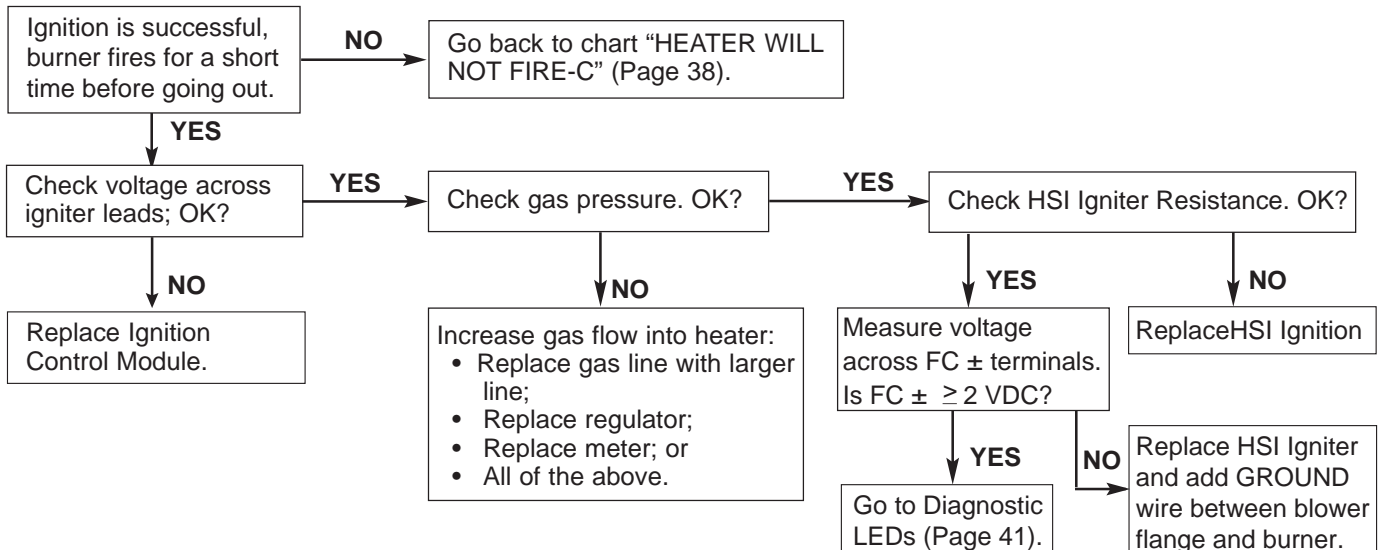 Ignition is successful,
burner fires for a short
time before going out.
NO
Go back to chart “HEATER WILL
NOT FIRE-C” (Page 38).
YES
Check voltage across
igniter leads; OK?
YES
Check gas pressure. OK?
YES
Check HSI Igniter Resistance. OK?
NO
Replace Ignition
Control Module.
NO
Increase gas flow into heater:
• Replace gas line with larger
line;
• Replace regulator;
• Replace meter; or
• All of the above.
YES
Measure voltage
across FC ± terminals.
Is FC ± ≥ 2 VDC?
NO
ReplaceHSI Ignition
YES
Go to Diagnostic
LEDs (Page 41).
NO
Replace HSI Igniter
and add GROUND
wire between blower
flange and burner.